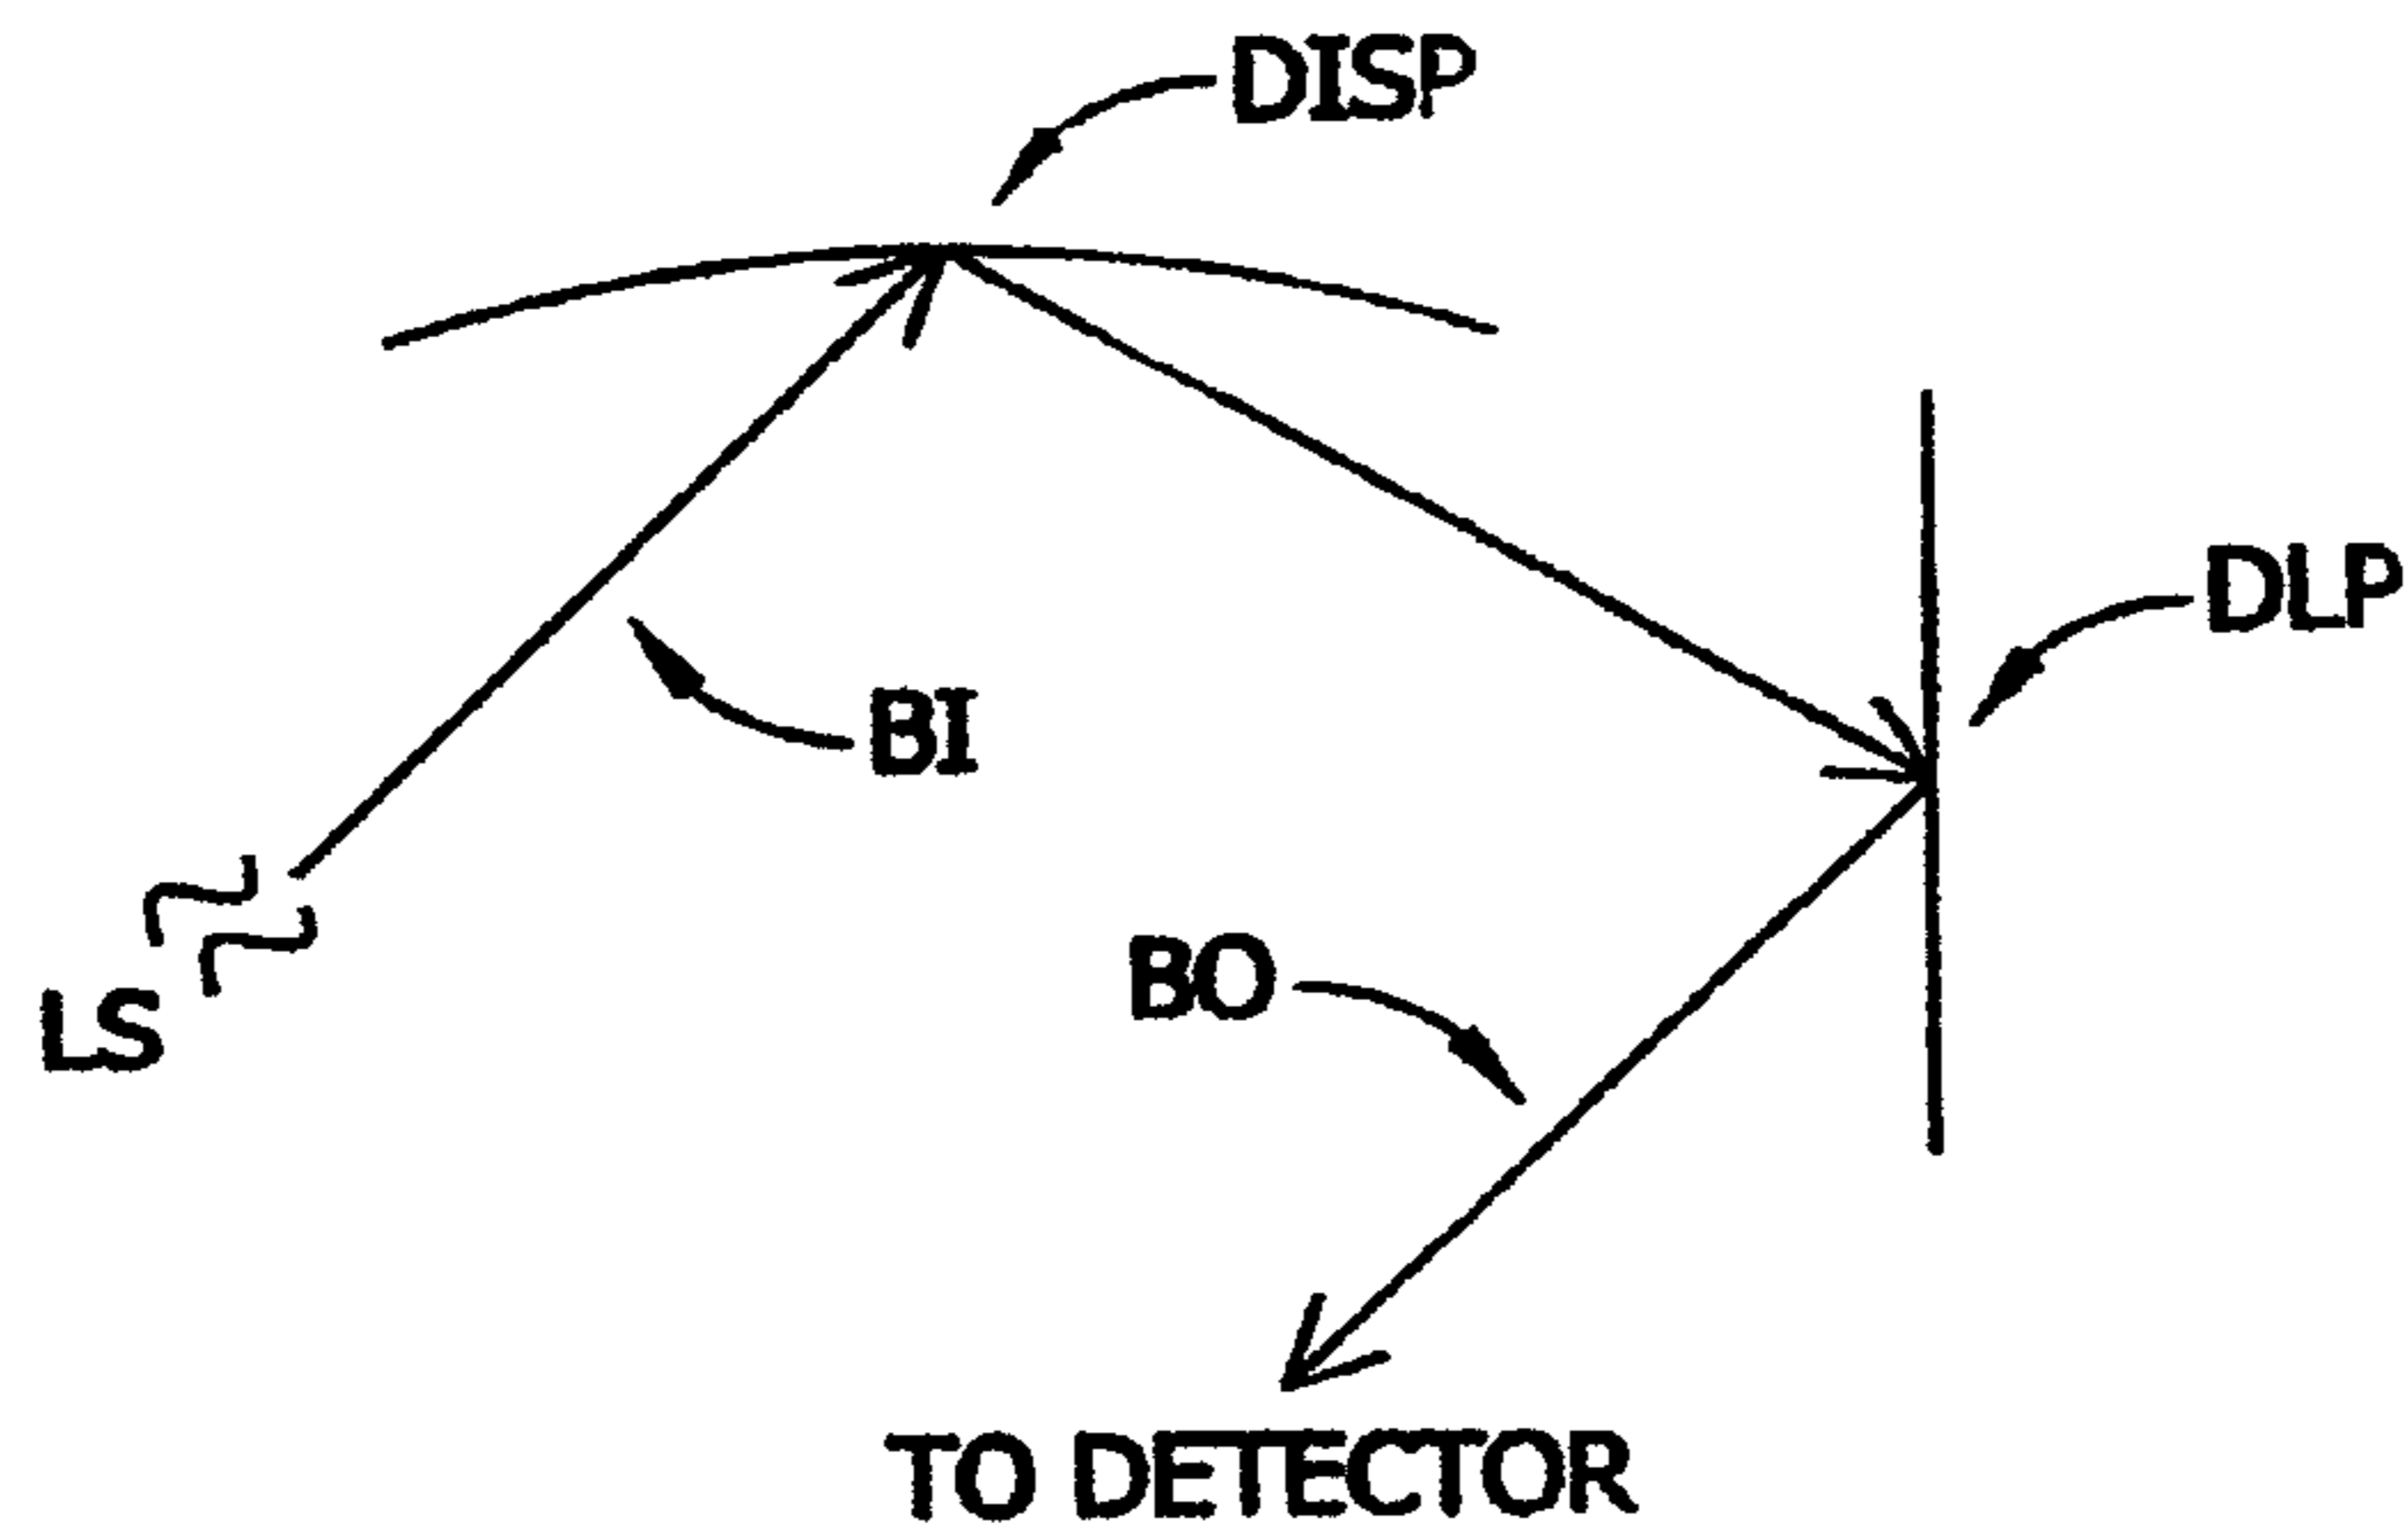 DISP
DLP
BI
BO
LS
TO DETECTOR